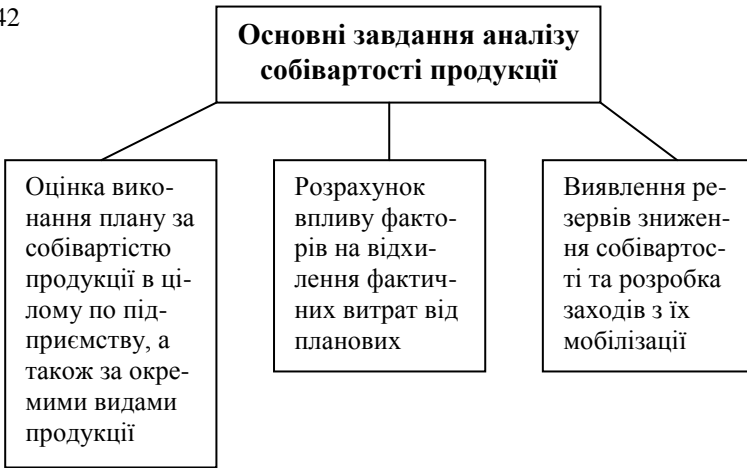 42
Основні завдання аналізу
собівартості продукції
Оцінка вико-
нання плану за
собівартістю
продукції в ці-
лому по під-
приємству, а
також за окре-
мими видами
продукції
Розрахунок
впливу факто-
рів на відхи-
лення фактич-
них витрат від
планових
Виявлення ре-
зервів знижен-
ня собівартос-
ті та розробка
заходів з їх
мобілізації